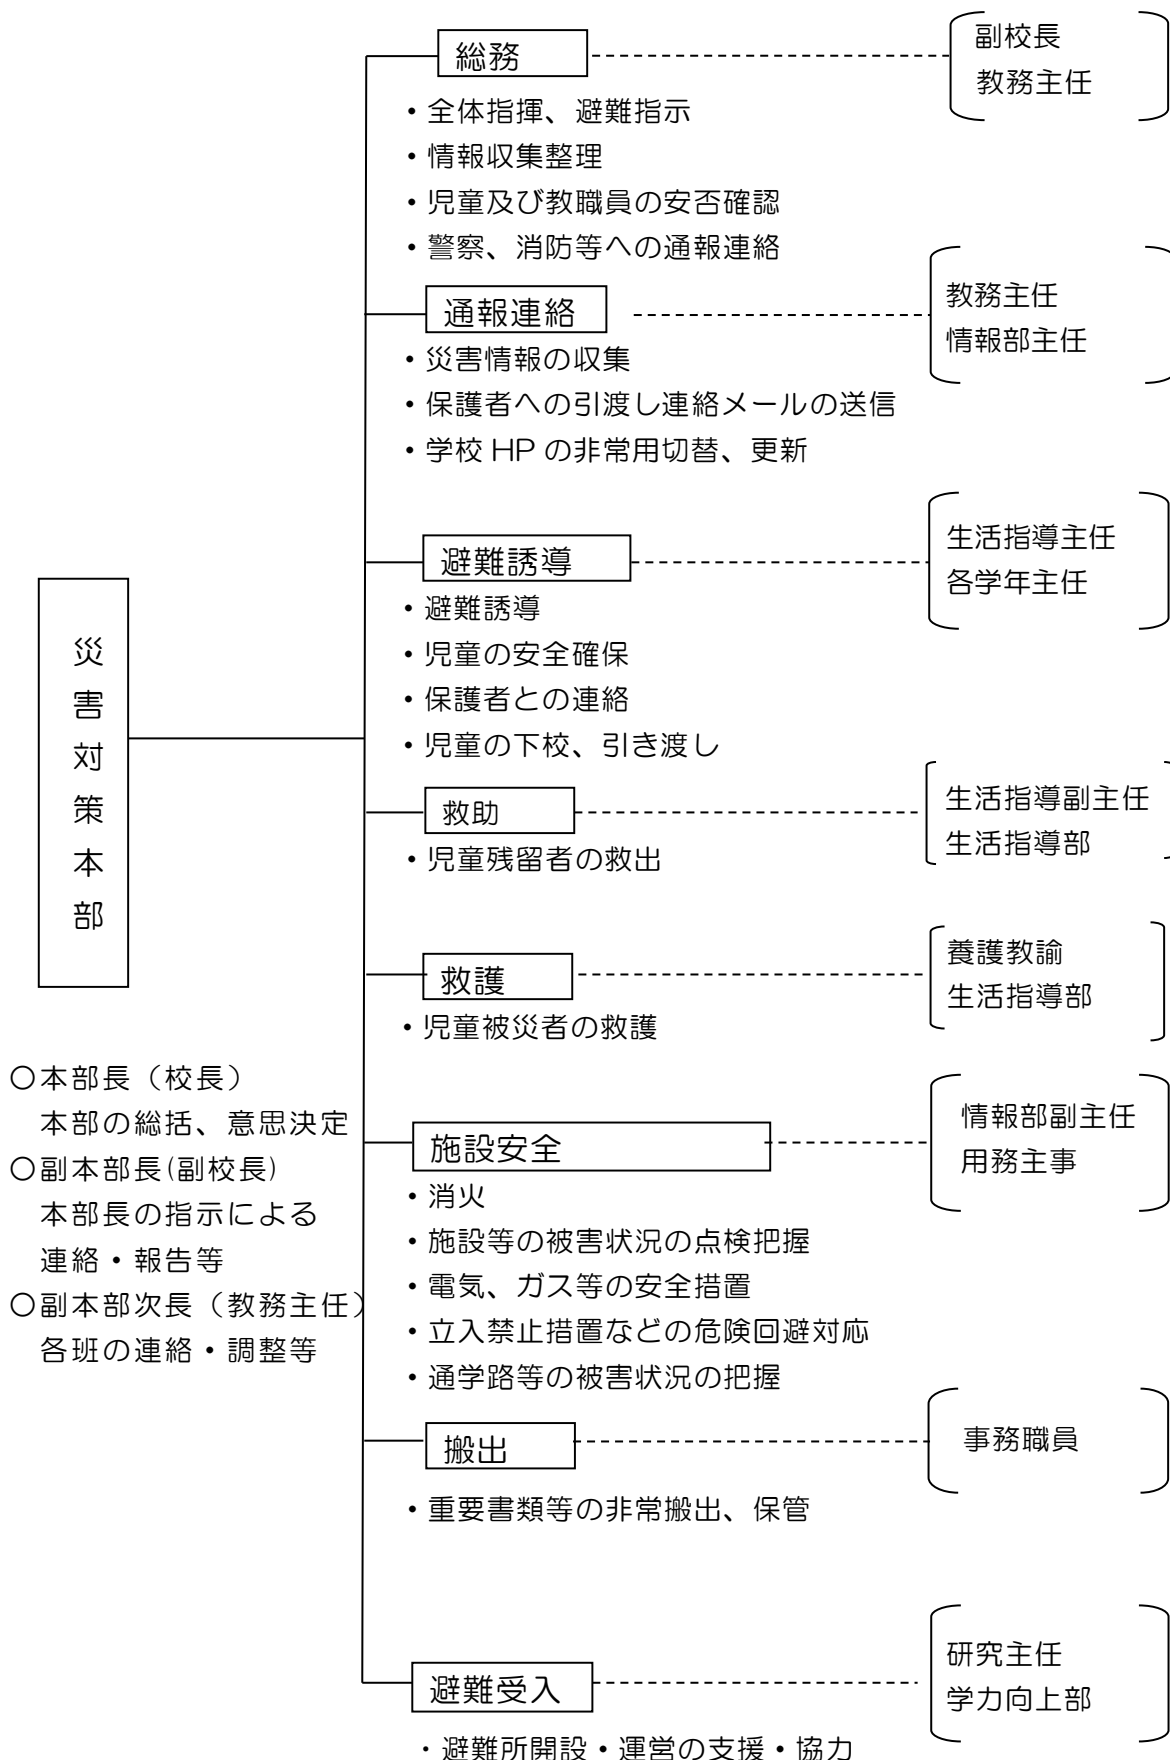 総務
副校長
教務主任
・全体指揮、避難指示
・情報収集整理
・児童及び教職員の安否確認
・警察、消防等への通報連絡
通報連絡
教務主任
情報部主任
・災害情報の収集
・保護者への引渡し連絡メールの送信
・学校 HP の非常用切替、更新
避難誘導
生活指導主任
各学年主任
・避難誘導
・児童の安全確保
・保護者との連絡
・児童の下校、引き渡し
災害対策本部
救助
生活指導副主任
生活指導部
・児童残留者の救出
救護
養護教諭
生活指導部
・児童被災者の救護
〇本部長（校長）
本部の総括、意思決定
〇副本部長(副校長)
本部長の指示による
連絡・報告等
〇副本部次長（教務主任）
各班の連絡・調整等
施設安全
情報部副主任
用務主事
・消火
・施設等の被害状況の点検把握
・電気、ガス等の安全措置
・立入禁止措置などの危険回避対応
・通学路等の被害状況の把握
搬出
事務職員
・重要書類等の非常搬出、保管
避難受入
研究主任
学力向上部
・避難所開設・運営の支援・協力